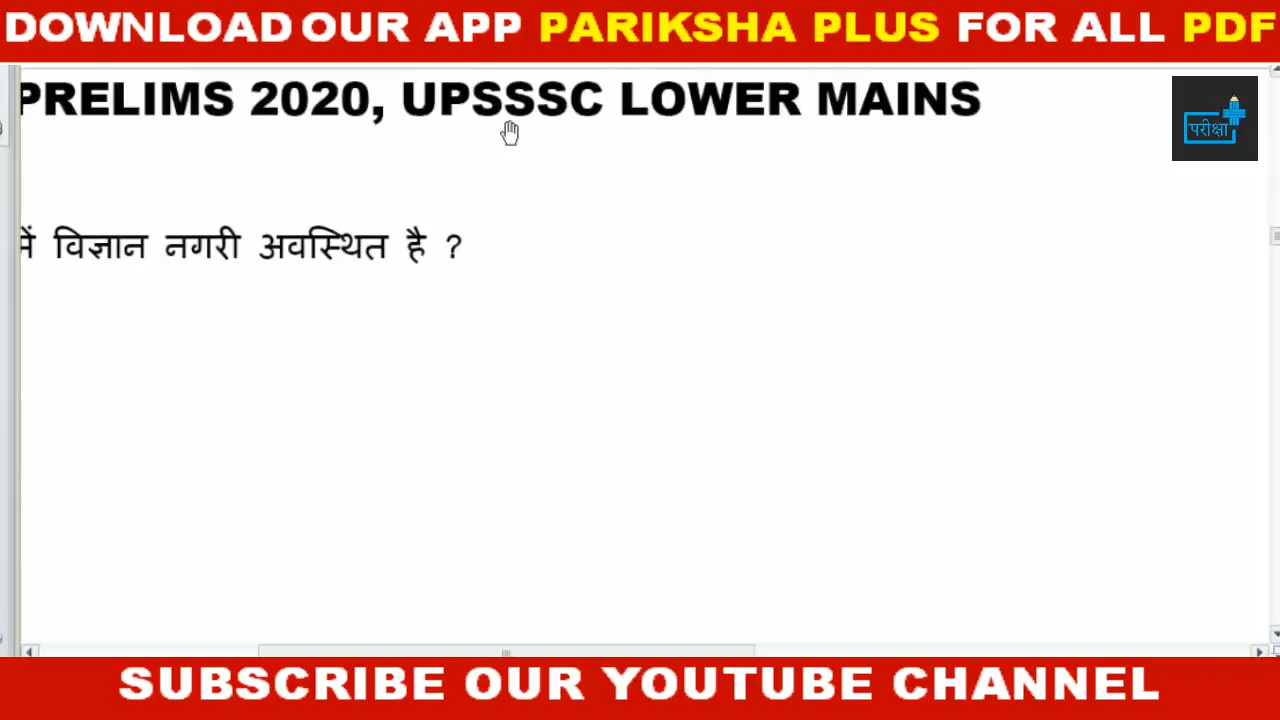 DOWNLOAD OUR APP PARIKSHA PLUS FOR ALL PDF
PRELIMS 2020, UPSSSC LOWER MAINS
परीक्षा
में विज्ञान नगरी अवस्थित है ?
SUBSCRIBE OUR YOUTUBE CHANNEL